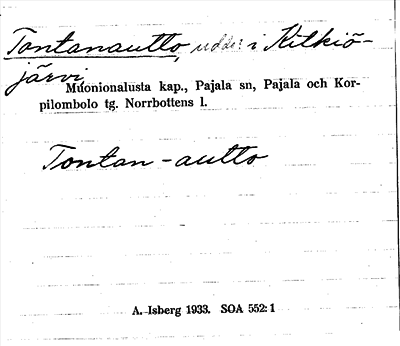 Tontanautto, udde i Kitkiö-
järvi
Muonionalusta kap., Pajala sn, Pajala och Kor-
pilombolo tg. Norrbottens l.
Tontan-autto
A. Isberg 1933. SOA 552: 1